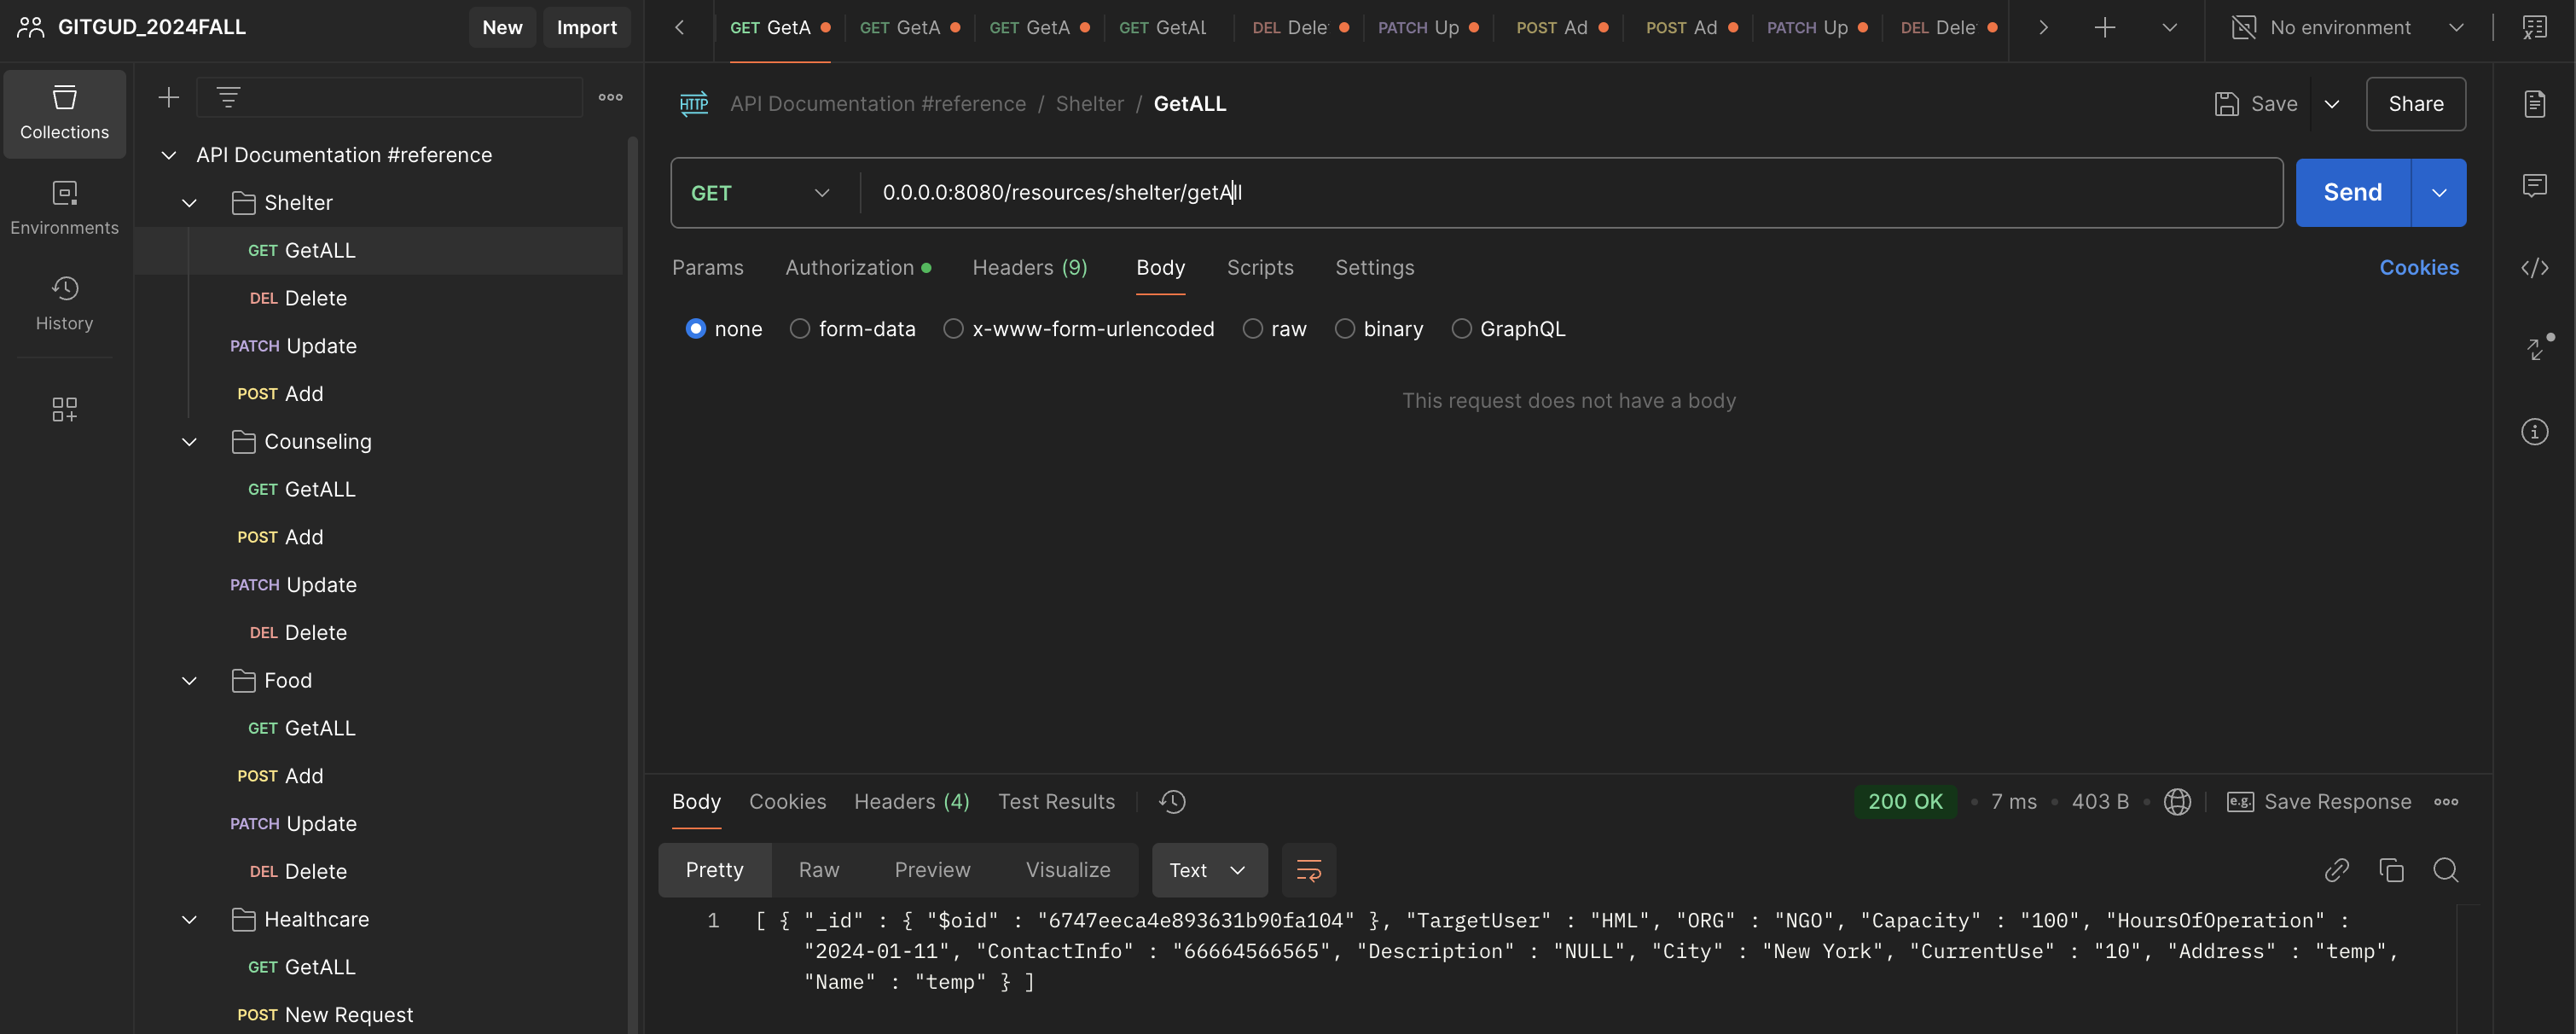 GITGUD_2024FALL
New
Import
GET GetA
GET GetA
GET GetA
GET GetAL
DEL Dele
PATCH Up
POST Ad
POST Ad
PATCH Up
DEL Dele
No environment
Collections
Environments
History
API Documentation #reference
Shelter
GET GetALL
DEL Delete
PATCH Update
POST Add
Counseling
GET GetALL
POST Add
PATCH Update
DEL Delete
Food
GET GetALL
POST Add
PATCH Update
DEL Delete
Healthcare
GET GetALL
POST New Request
HTTP
API Documentation #reference / Shelter / GetALL
Save
Share
GET
0.0.0.0:8080/resources/shelter/getAll
Send
Params
Authorization
Headers (9)
Body
Scripts
Settings
Cookies
none
form-data
x-www-form-urlencoded
raw
binary
GraphQL
This request does not have a body
Body
Cookies
Headers (4)
Test Results
200 OK
7 ms
403 B
e.g.
Save Response
Pretty
Raw
Preview
Visualize
Text
1
[ { "_id" : { "$oid" : "6747eeca4e893631b90fa104" }, "TargetUser" : "HML", "ORG" : "NGO", "Capacity" : "100", "HoursOfOperation" :
"2024-01-11", "ContactInfo" : "66664566565", "Description" : "NULL", "City" : "New York", "CurrentUse" : "10", "Address" : "temp",
"Name" : "temp" } ]